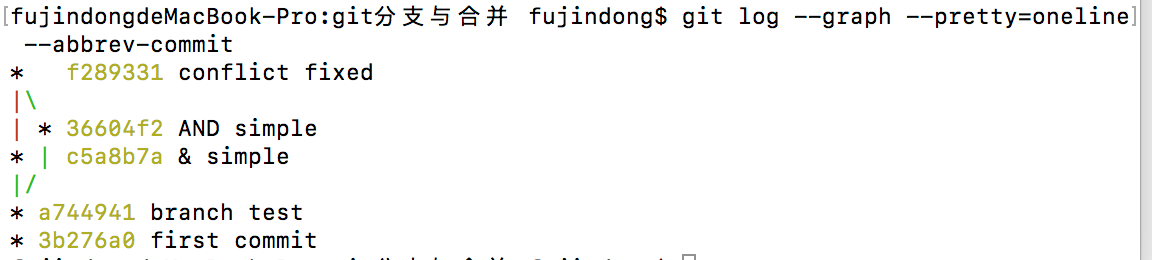 [fujindongdeMacBook-Pro:git分支与合并 fujindong$ git log --graph --pretty=oneline]
 --abbrev-commit
*   f289331 conflict fixed
|\
| * 36604f2 AND simple
* | c5a8b7a & simple
|/
* a744941 branch test
* 3b276a0 first commit